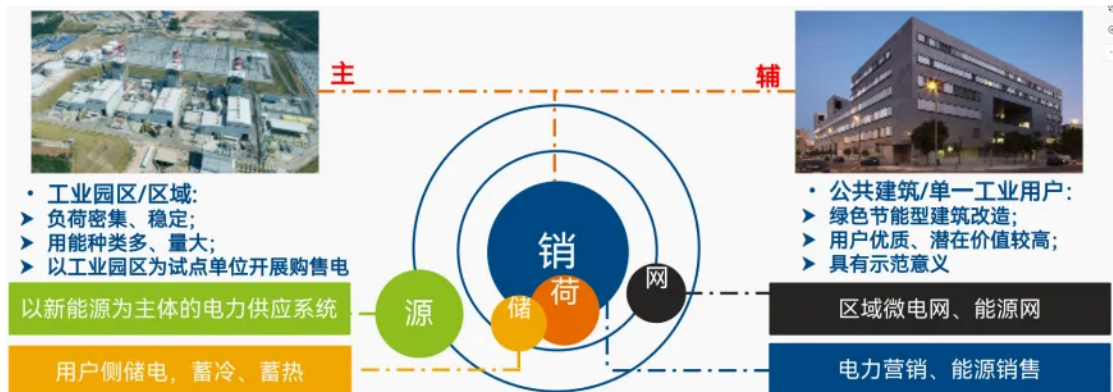 主
辅
• 工业园区/区域:
➤ 负荷密集、稳定;
➤ 用能种类多、量大;
➤ 以工业园区为试点单位开展购售电
• 公共建筑/单一工业用户:
➤ 绿色节能型建筑改造;
➤ 用户优质、潜在价值较高;
➤ 具有示范意义
销
荷
储
源
网
以新能源为主体的电力供应系统
用户侧储电，蓄冷、蓄热
区域微电网、能源网
电力营销、能源销售